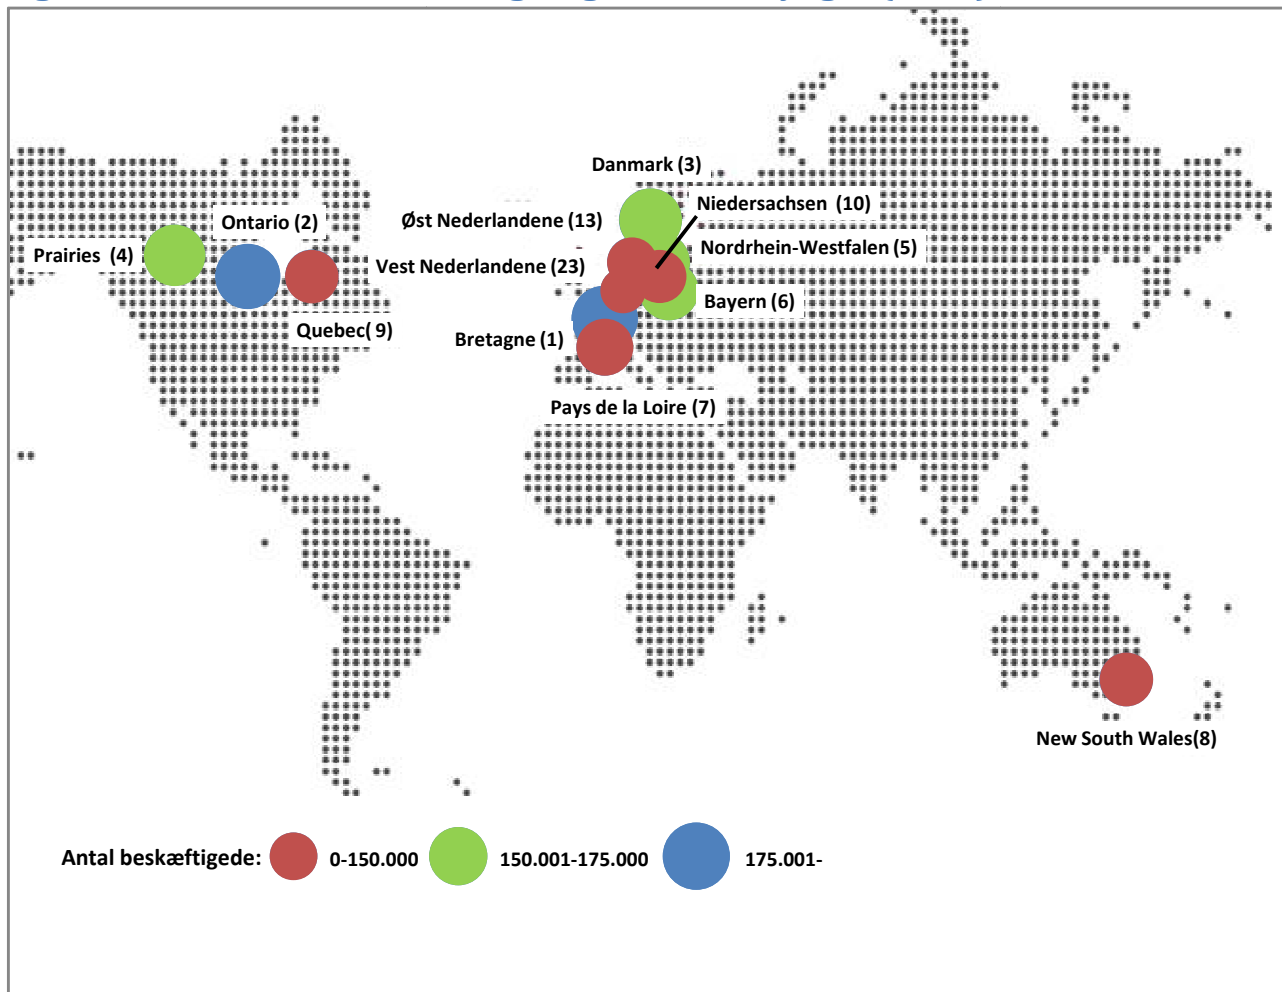 Danmark (3)
Niedersachsen (10)
Øst Nederlandene (13)
Ontario (2)
Nordrhein-Westfalen (5)
Prairies (4)
Vest Nederlandene (23)
Bayern (6)
Quebec( 9)
Bretagne (1)
Pays de la Loire (7)
New South Wales(8)
Antal beskæftigede: 0-150.000 150.001-175.000 175.001-